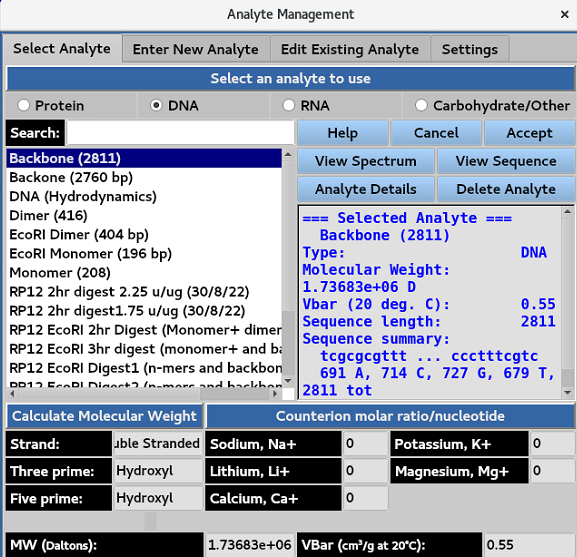 Analyte Management
×
Select Analyte Enter New Analyte Edit Existing Analyte Settings
Select an analyte to use
Protein DNA RNA Carbohydrate/Other
Search: Help Cancel Accept
View Spectrum View Sequence
Analyte Details Delete Analyte
Backbone (2811)
Backone (2760 bp)
DNA (Hydrodynamics)
Dimer (416)
EcoRI Dimer (404 bp)
EcoRI Monomer (196 bp)
Monomer (208)
RP12 2hr digest 2.25 u/ug (30/8/22)
RP12 2hr digest1.75 u/ug (30/8/22)
RP12 EcoRI 2hr Digest (Monomer+ dimer
RP12 EcoRI 3hr digest (monomer+ and ba
RP12 EcoRI Digest1 (n-mers and backbon
RP12 EcoRI Digest2 (n-mers and backbon
=== Selected Analyte ===
Backbone (2811)
Type: DNA
Molecular Weight:
1.73683e+06 D
Vbar (20 deg. C): 0.55
Sequence length: 2811
Sequence summary:
tcgcgcgttt ... ccctttcgtc
691 A, 714 C, 727 G, 679 T,
2811 tot
Calculate Molecular Weight Counterion molar ratio/nucleotide
Strand: uble Stranded Sodium, Na+ 0 Potassium, K+ 0
Three prime: Hydroxyl Lithium, Li+ 0 Magnesium, Mg+ 0
Five prime: Hydroxyl Calcium, Ca+ 0
MW (Daltons): 1.73683e+06 VBar (cm³/g at 20°C): 0.55